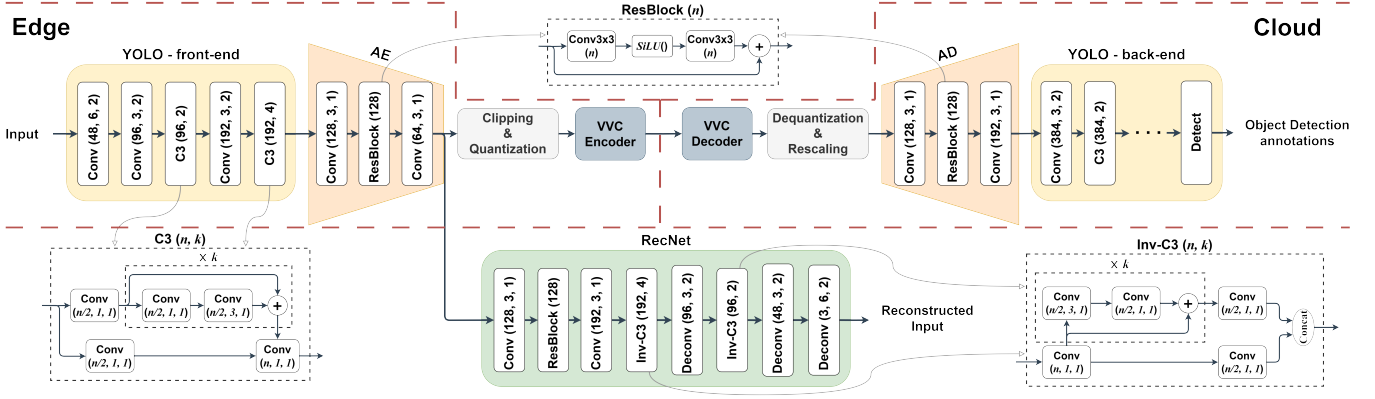 Edge
Cloud
ResBlock (n)
Conv3x3
(n)
SiLU()
Conv3x3
(n)
+
YOLO - front-end
AE
AD
YOLO - back-end
Input
Conv (48, 6, 2)
Conv (96, 3, 2)
C3 (96, 2)
Conv (192, 3, 2)
C3 (192, 4)
Conv (128, 3, 1)
ResBlock (128)
Conv (64, 3, 1)
Clipping
&
Quantization
VVC
Encoder
VVC
Decoder
Dequantization
&
Rescaling
Conv (128, 3, 1)
ResBlock (128)
Conv (192, 3, 1)
Conv (384, 3, 2)
C3 (384, 2)
Detect
Object Detection
annotations
C3 (n, k)
× k
Conv
(n/2, 1, 1)
Conv
(n/2, 1, 1)
Conv
(n/2, 3, 1)
+
Conv
(n/2, 1, 1)
Conv
(n, 1, 1)
RecNet
Conv (128, 3, 1)
ResBlock (128)
Conv (192, 3, 1)
Inv-C3 (192, 4)
Deconv (96, 3, 2)
Inv-C3 (96, 2)
Deconv (48, 3, 2)
Deconv (3, 6, 2)
Reconstructed
Input
Inv-C3 (n, k)
× k
Conv
(n/2, 3, 1)
Conv
(n/2, 1, 1)
+
Conv
(n/2, 1, 1)
Concat
Conv
(n, 1, 1)
Conv
(n/2, 1, 1)